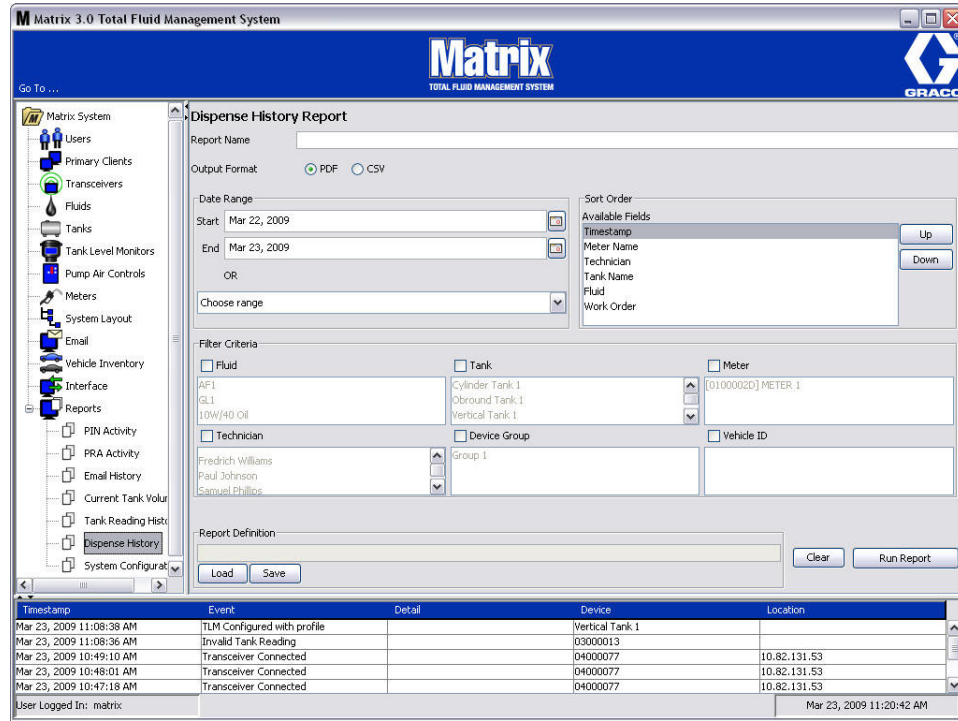 Matrix 3.0 Total Fluid Management System
Go To ...
Matrix
TOTAL FLUID MANAGEMENT SYSTEM
GRACO
Matrix System
Users
Primary Clients
Transceivers
Fluids
Tanks
Tank Level Monitors
Pump Air Controls
Meters
System Layout
Email
Vehicle Inventory
Interface
Reports
PIN Activity
PRA Activity
Email History
Current Tank Volur
Tank Reading Histo
Dispense History
System Configurat
Dispense History Report
Report Name
Output Format PDF CSV
Date Range
Start Mar 22, 2009
End Mar 23, 2009
OR
Choose range
Sort Order
Available Fields
Timestamp
Meter Name
Technician
Tank Name
Fluid
Work Order
Up
Down
Filter Criteria
Fluid
AF1
GL1
10W/40 Oil
Tank
Cylinder Tank 1
Obround Tank 1
Vertical Tank 1
Meter
[0100002D] METER 1
Technician
Fredrich Williams
Paul Johnson
Samuel Phillips
Device Group
Group 1
Vehicle ID
Report Definition
Load Save
Clear Run Report
Timestamp Event Detail Device Location
Mar 23, 2009 11:08:38 AM TLM Configured with profile Vertical Tank 1
Mar 23, 2009 11:08:36 AM Invalid Tank Reading 03000013
Mar 23, 2009 10:49:10 AM Transceiver Connected 04000077 10.82.131.53
Mar 23, 2009 10:48:01 AM Transceiver Connected 04000077 10.82.131.53
Mar 23, 2009 10:47:18 AM Transceiver Connected 04000077 10.82.131.53
User Logged In: matrix Mar 23, 2009 11:20:42 AM